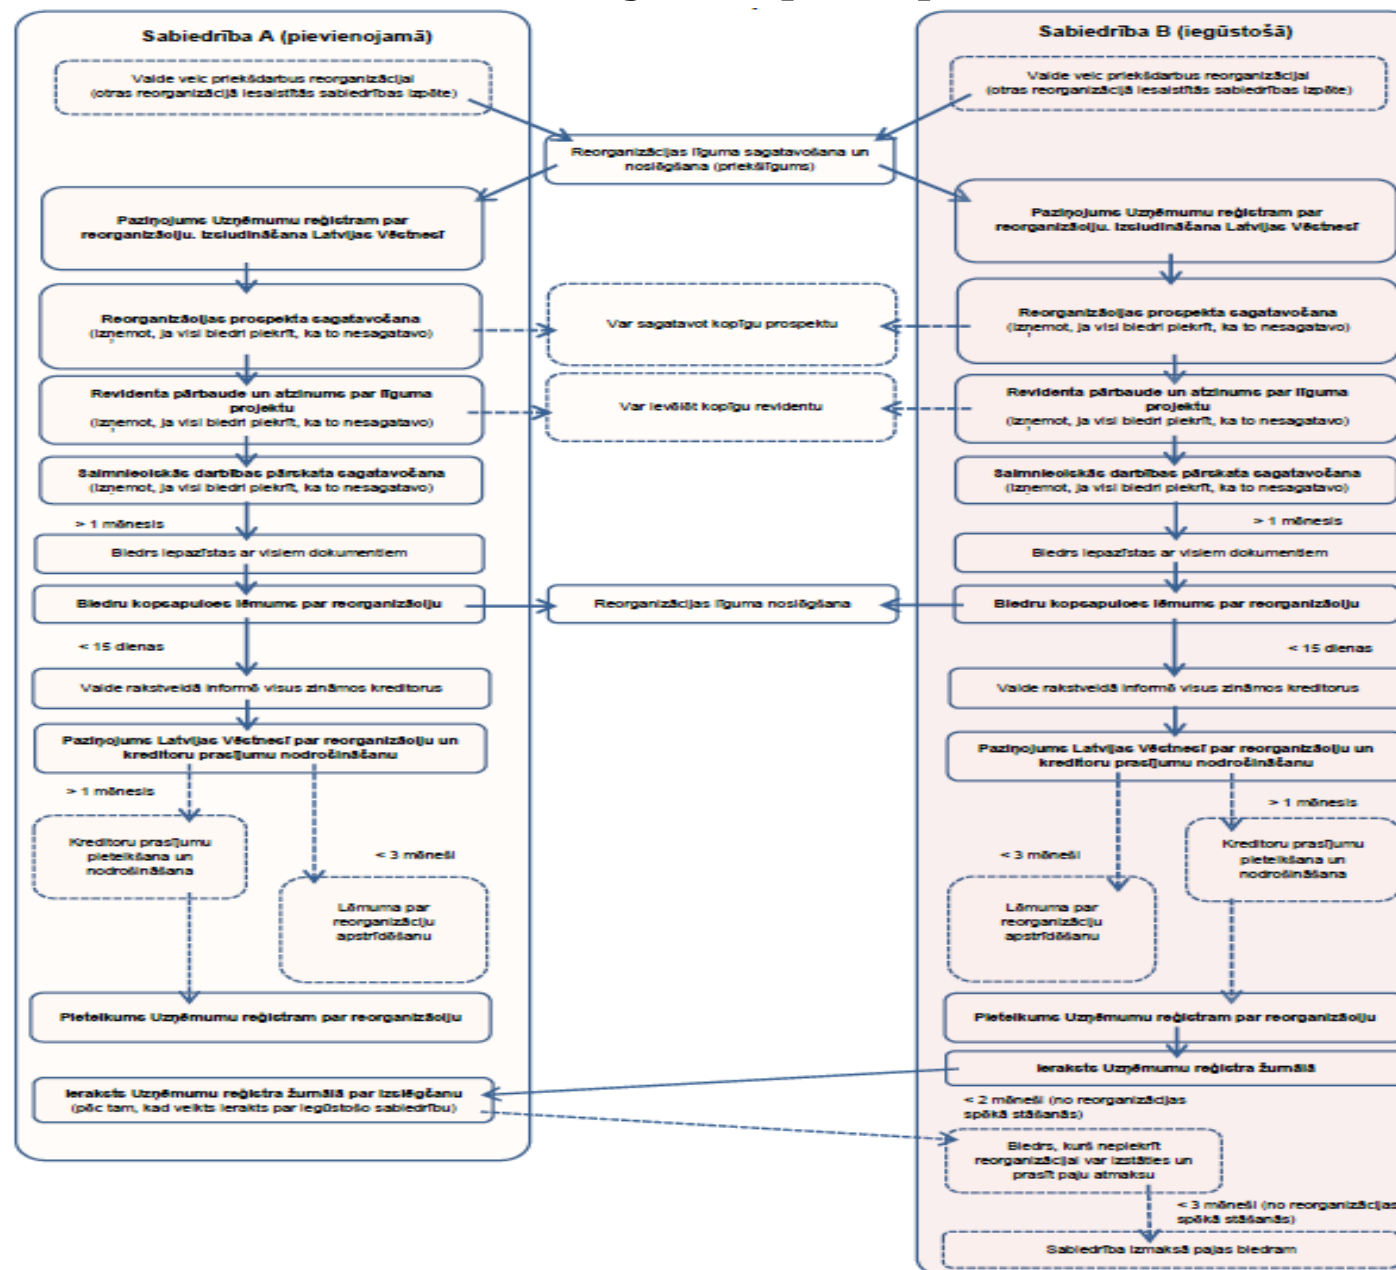 Sabiedrība A (pievienojamā)
Valde veic priekšdarbus reorganizācijai
(otras reorganizācijā iesaistītās sabiedrības izpēte)
Sabiedrība B (iegūstošā)
Valde veic priekšdarbus reorganizācijai
(otras reorganizācijā iesaistītās sabiedrības izpēte)
Reorganizācijas līguma sagatavošana un
noslēgšana (priekšlīgums)
Paziņojums Uzņēmumu reģistram par
reorganizāciju. Izsludināšana Latvijas Vēstnesī
Paziņojums Uzņēmumu reģistram par
reorganizāciju. Izsludināšana Latvijas Vēstnesī
Reorganizācijas prospekta sagatavošana
(izņemot, ja visi biedri piekrīt, ka to nesagatavo)
Var sagatavot kopīgu prospektu
Reorganizācijas prospekta sagatavošana
(izņemot, ja visi biedri piekrīt, ka to nesagatavo)
Revidenta pārbaude un atzinums par līguma
projektu
(izņemot, ja visi biedri piekrīt, ka to nesagatavo)
Var ievēlēt kopīgu revidentu
Revidenta pārbaude un atzinums par līguma
projektu
(izņemot, ja visi biedri piekrīt, ka to nesagatavo)
Saimnieciskās darbības pārskata sagatavošana
(izņemot, ja visi biedri piekrīt, ka to nesagatavo)
Saimnieciskās darbības pārskata sagatavošana
(izņemot, ja visi biedri piekrīt, ka to nesagatavo)
> 1 mēnesis
> 1 mēnesis
Biedrs iepazīstas ar visiem dokumentiem
Biedrs iepazīstas ar visiem dokumentiem
Biedru kopsapulces lēmums par reorganizāciju
Reorganizācijas līguma noslēgšana
Biedru kopsapulces lēmums par reorganizāciju
< 15 dienas
< 15 dienas
Valde rakstveidā informē visus zināmos kreditorus
Valde rakstveidā informē visus zināmos kreditorus
Paziņojums Latvijas Vēstnesī par reorganizāciju un
kreditoru prasījumu nodrošināšanu
Paziņojums Latvijas Vēstnesī par reorganizāciju un
kreditoru prasījumu nodrošināšanu
> 1 mēnesis
> 1 mēnesis
Kreditoru prasījumu
pieteikšana un
nodrošināšana
< 3 mēneši
< 3 mēneši
Kreditoru prasījumu
pieteikšana un
nodrošināšana
Lēmuma par
reorganizāciju
apstrīdēšanu
Lēmuma par
reorganizāciju
apstrīdēšanu
Pieteikums Uzņēmumu reģistram par reorganizāciju
Pieteikums Uzņēmumu reģistram par reorganizāciju
Ieraksts Uzņēmumu reģistra žurnālā
Ieraksts Uzņēmumu reģistra žurnālā par izslēgšanu
(pēc tam, kad veikts ierakts par iegūstošo sabiedrību)
< 2 mēneši (no reorganizācijas
spēkā stāšanās)
Biedrs, kurš nepiekrīt
reorganizācijai var izstāties un
prasīt paju atmaksu
< 3 mēneši (no reorganizācijas
spēkā stāšanās)
Sabiedrība izmaksā pajas biedram